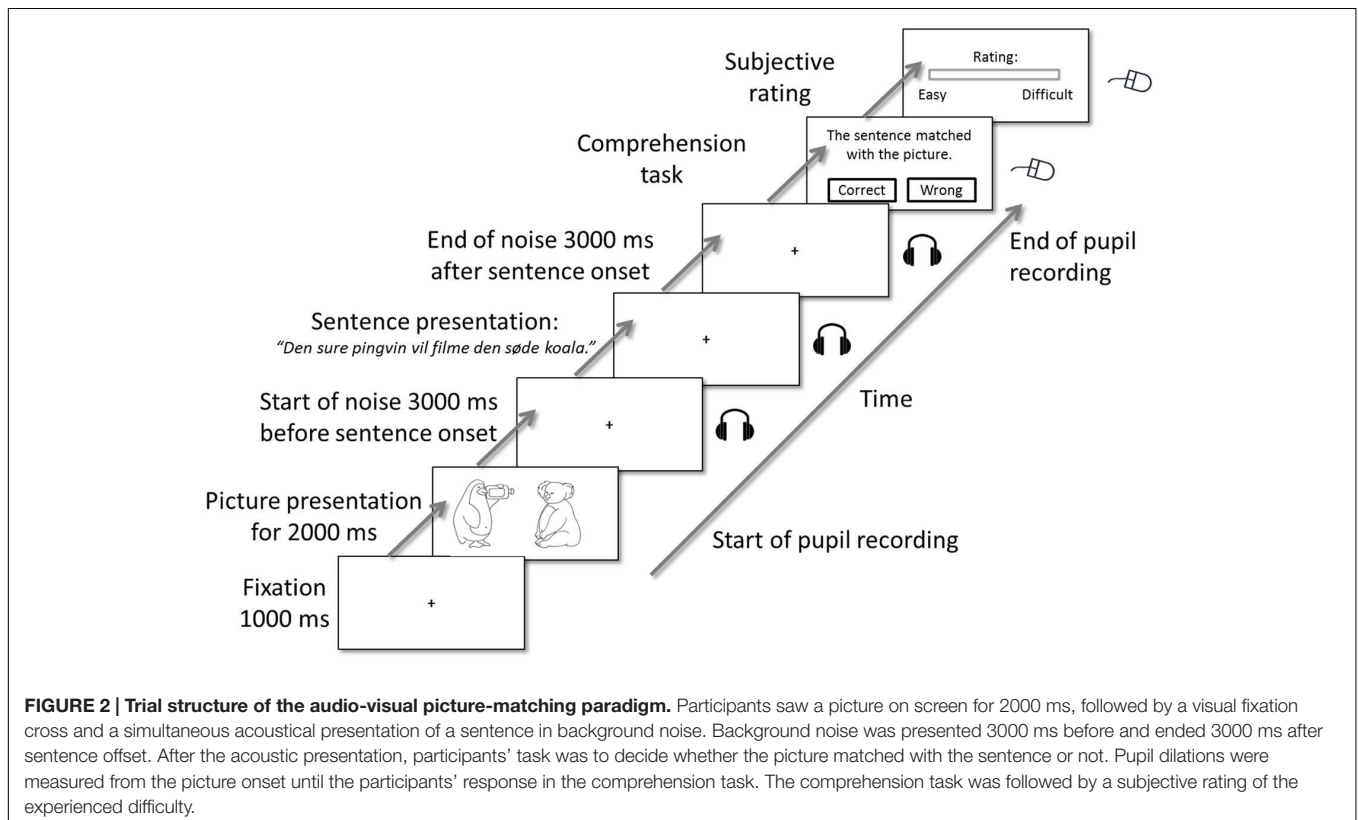 Rating:
Easy Difficult
Subjective
rating
The sentence matched
with the picture.
Correct Wrong
Comprehension
task
End of noise 3000 ms
after sentence onset
End of pupil
recording
Sentence presentation:
"Den sure pingvin vil filme den søde koala."
Time
Start of noise 3000 ms
before sentence onset
Picture presentation
for 2000 ms
Start of pupil recording
Fixation
1000 ms
FIGURE 2 | Trial structure of the audio-visual picture-matching paradigm. Participants saw a picture on screen for 2000 ms, followed by a visual fixation
cross and a simultaneous acoustical presentation of a sentence in background noise. Background noise was presented 3000 ms before and ended 3000 ms after
sentence offset. After the acoustic presentation, participants' task was to decide whether the picture matched with the sentence or not. Pupil dilations were
measured from the picture onset until the participants' response in the comprehension task. The comprehension task was followed by a subjective rating of the
experienced difficulty.